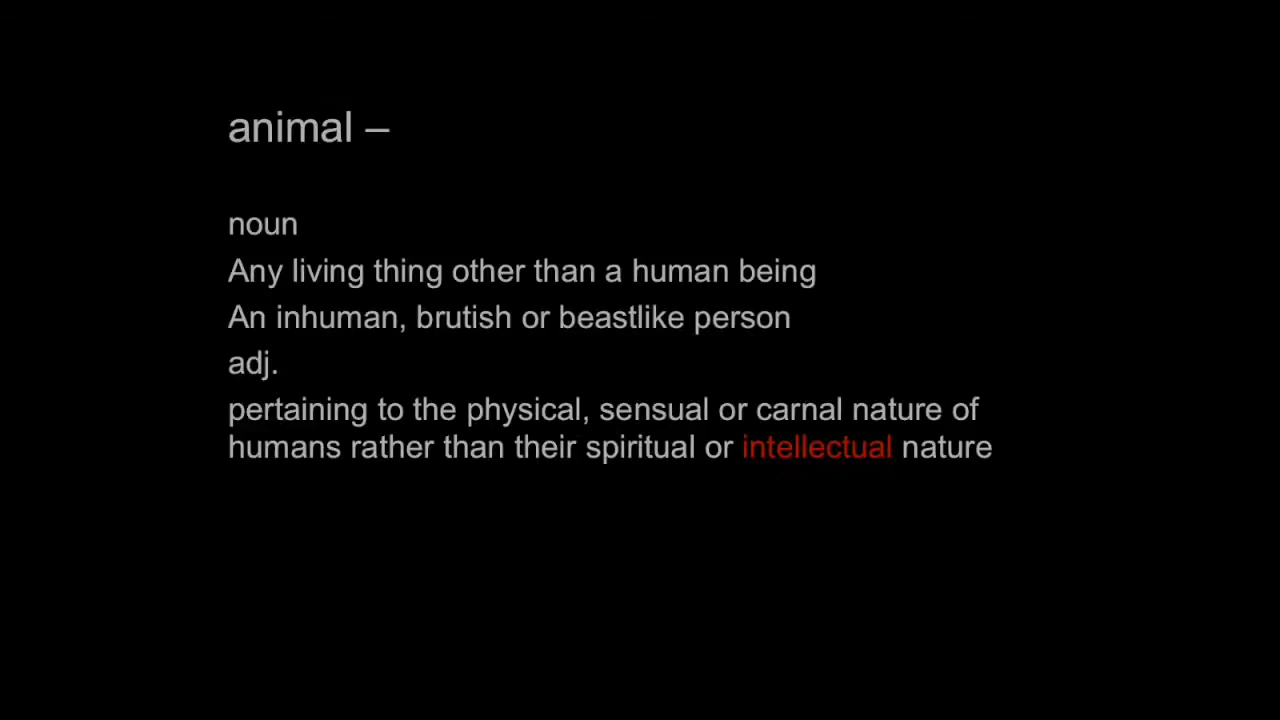 animal –
noun
Any living thing other than a human being
An inhuman, brutish or beastlike person
adj.
pertaining to the physical, sensual or carnal nature of
humans rather than their spiritual or intellectual nature